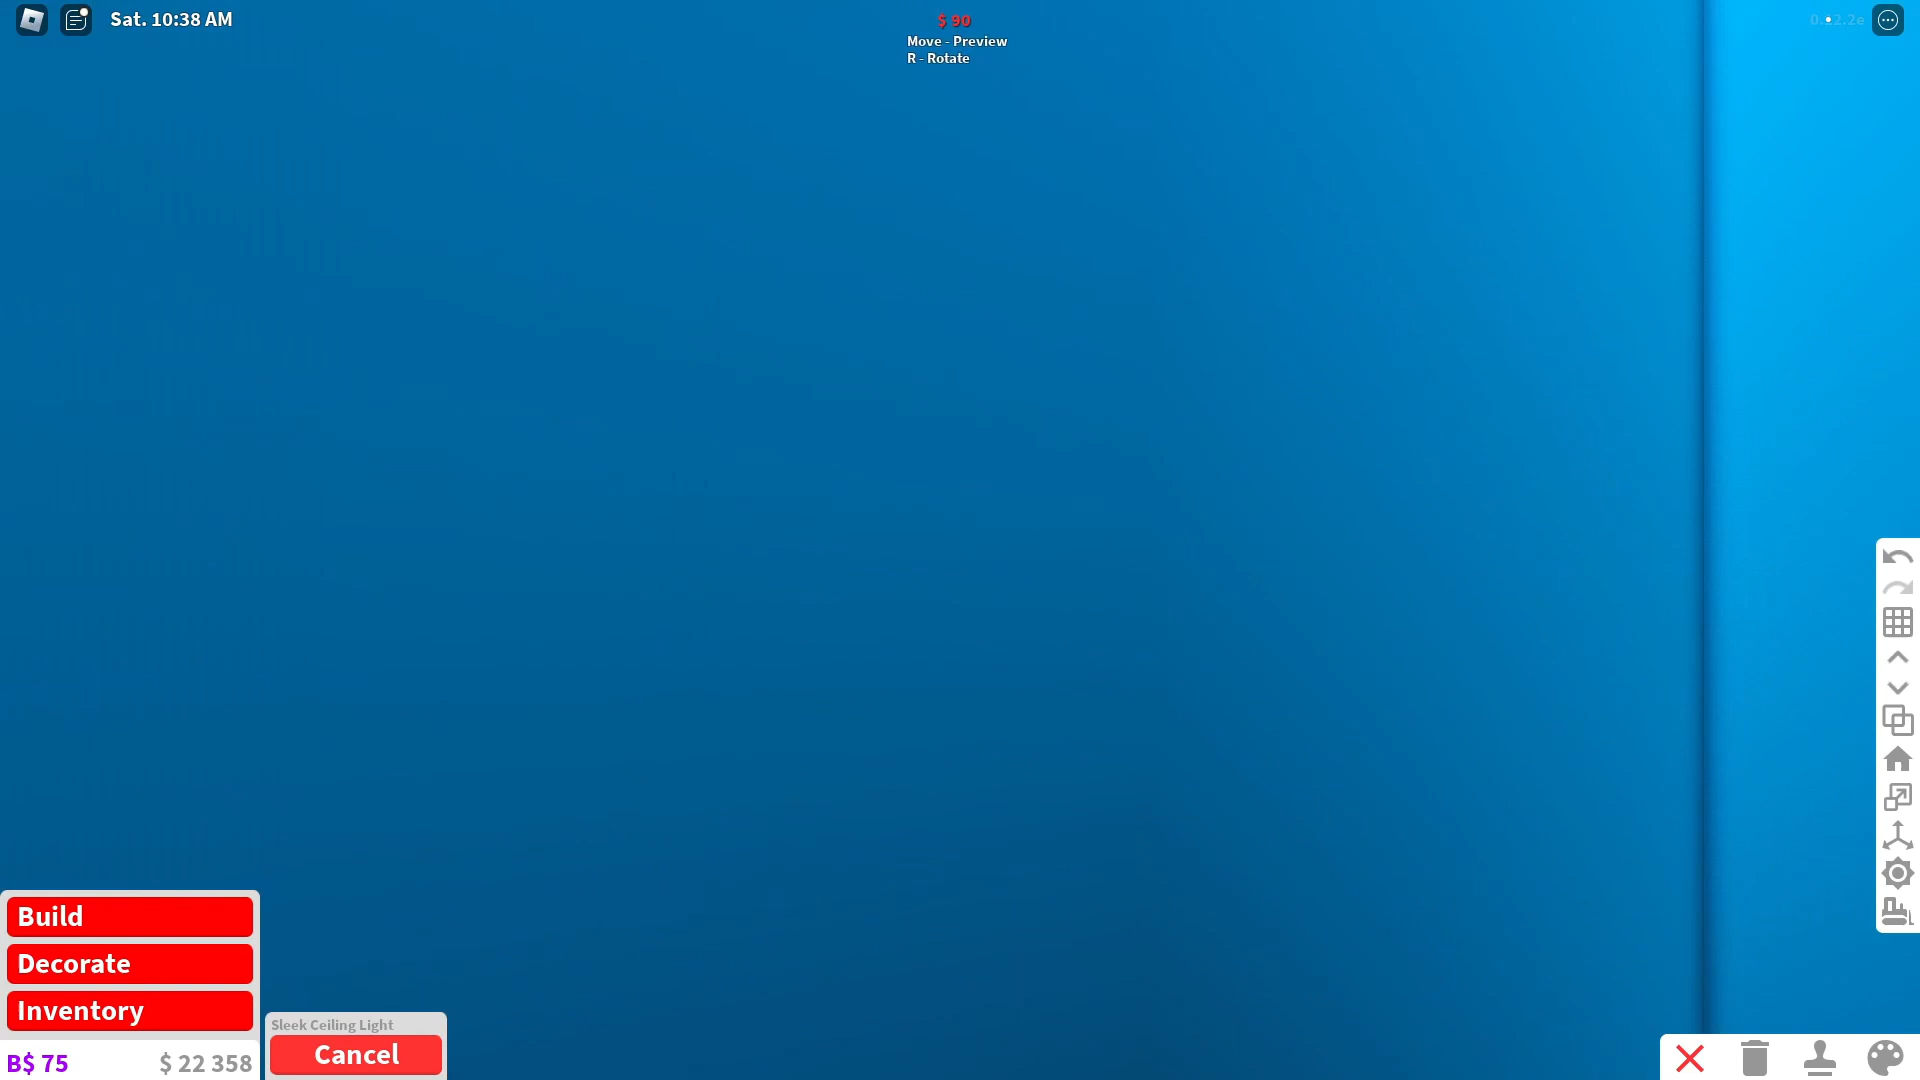 Sat. 10:38 AM
$ 90
Move - Preview
R - Rotate
Build
Decorate
Inventory
B$ 75
$ 22 358
Sleek Ceiling Light
Cancel